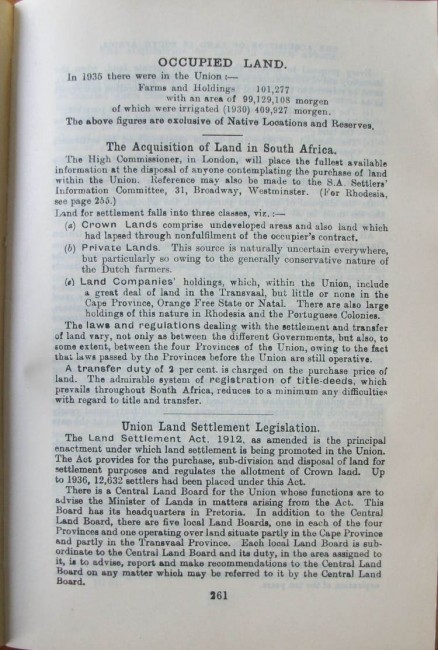 OCCUPIED LAND.
In 1935 there were in the Union :—
Farms and Holdings 101,277
with an area of 99,129,108 morgen
of which were irrigated (1930) 409,927 morgen.
The above figures are exclusive of Native Locations and Reserves.
The Acquisition of Land in South Africa.
The High Commissioner, in London, will place the fullest available
information at the disposal of anyone contemplating the purchase of land
within the Union. Reference may also be made to the S.A. Settlers'
Information Committee, 31, Broadway, Westminster. (For Rhodesia,
see page 255.)
Land for settlement falls into three classes, viz. :—
(a) Crown Lands comprise undeveloped areas and also land which
had lapsed through nonfulfilment of the occupier's contract.
(b) Private Lands. This source is naturally uncertain everywhere,
but particularly so owing to the generally conservative nature of
the Dutch farmers.
(c) Land Companies' holdings, which, within the Union, include
a great deal of land in the Transvaal, but little or none in the
Cape Province, Orange Free State or Natal. There are also large
holdings of this nature in Rhodesia and the Portuguese Colonies.
The laws and regulations dealing with the settlement and transfer
of land vary, not only as between the different Governments, but also, to
some extent, between the four Provinces of the Union, owing to the fact
that laws passed by the Provinces before the Union are still operative.
A transfer duty of 2 per cent. is charged on the purchase price of
land. The admirable system of registration of title-deeds, which
prevails throughout South Africa, reduces to a minimum any difficulties
with regard to title and transfer.
Union Land Settlement Legislation.
The Land Settlement Act, 1912, as amended is the principal
enactment under which land settlement is being promoted in the Union.
The Act provides for the purchase, sub-division and disposal of land for
settlement purposes and regulates the allotment of Crown land. Up
to 1936, 12,632 settlers had been placed under this Act.
There is a Central Land Board for the Union whose functions are to
advise the Minister of Lands in matters arising from the Act. This
Board has its headquarters in Pretoria. In addition to the Central
Land Board, there are five local Land Boards, one in each of the four
Provinces and one operating over land situate partly in the Cape Province
and partly in the Transvaal Province. Each local Land Board is sub-
ordinate to the Central Land Board and its duty, in the area assigned to
it, is to advise, report and make recommendations to the Central Land
Board on any matter which may be referred to it by the Central Land
Board.
261